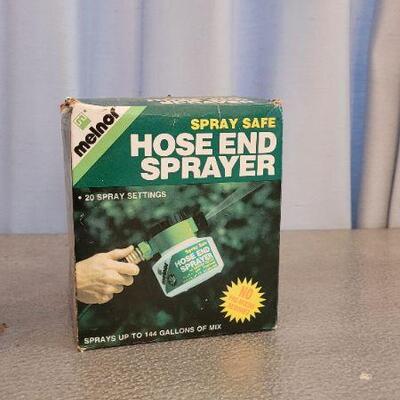 melnor
SPRAY SAFE
HOSE END
SPRAYER
• 20 SPRAY SETTINGS
Spray Safe
HOSE END
SPRAYER
NO
SPRAYS UP TO 144 GALLONS OF MIX